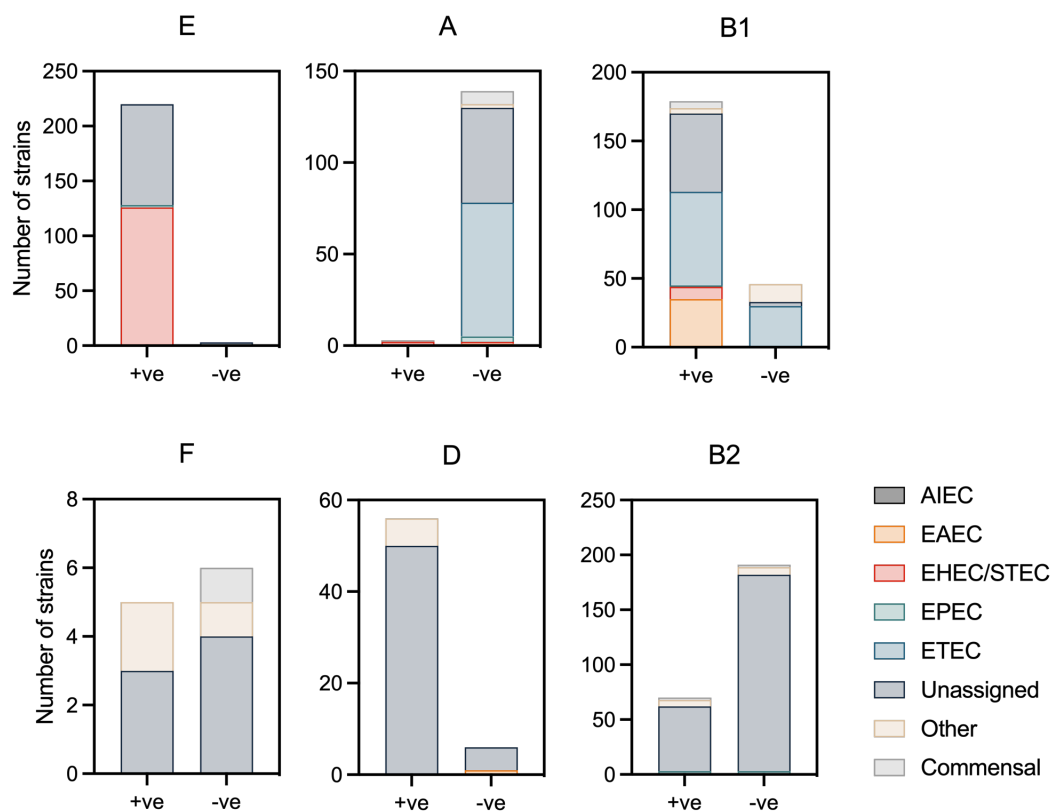 E
A
B1
Number of strains
250
200
150
100
50
0
+ve
-ve
150
100
50
0
+ve
-ve
200
150
100
50
0
+ve
-ve
F
D
B2
Number of strains
8
6
4
2
0
+ve
-ve
60
40
20
0
+ve
-ve
250
200
150
100
50
0
+ve
-ve
AIEC
EAEC
EHEC/STEC
EPEC
ETEC
Unassigned
Other
Commensal